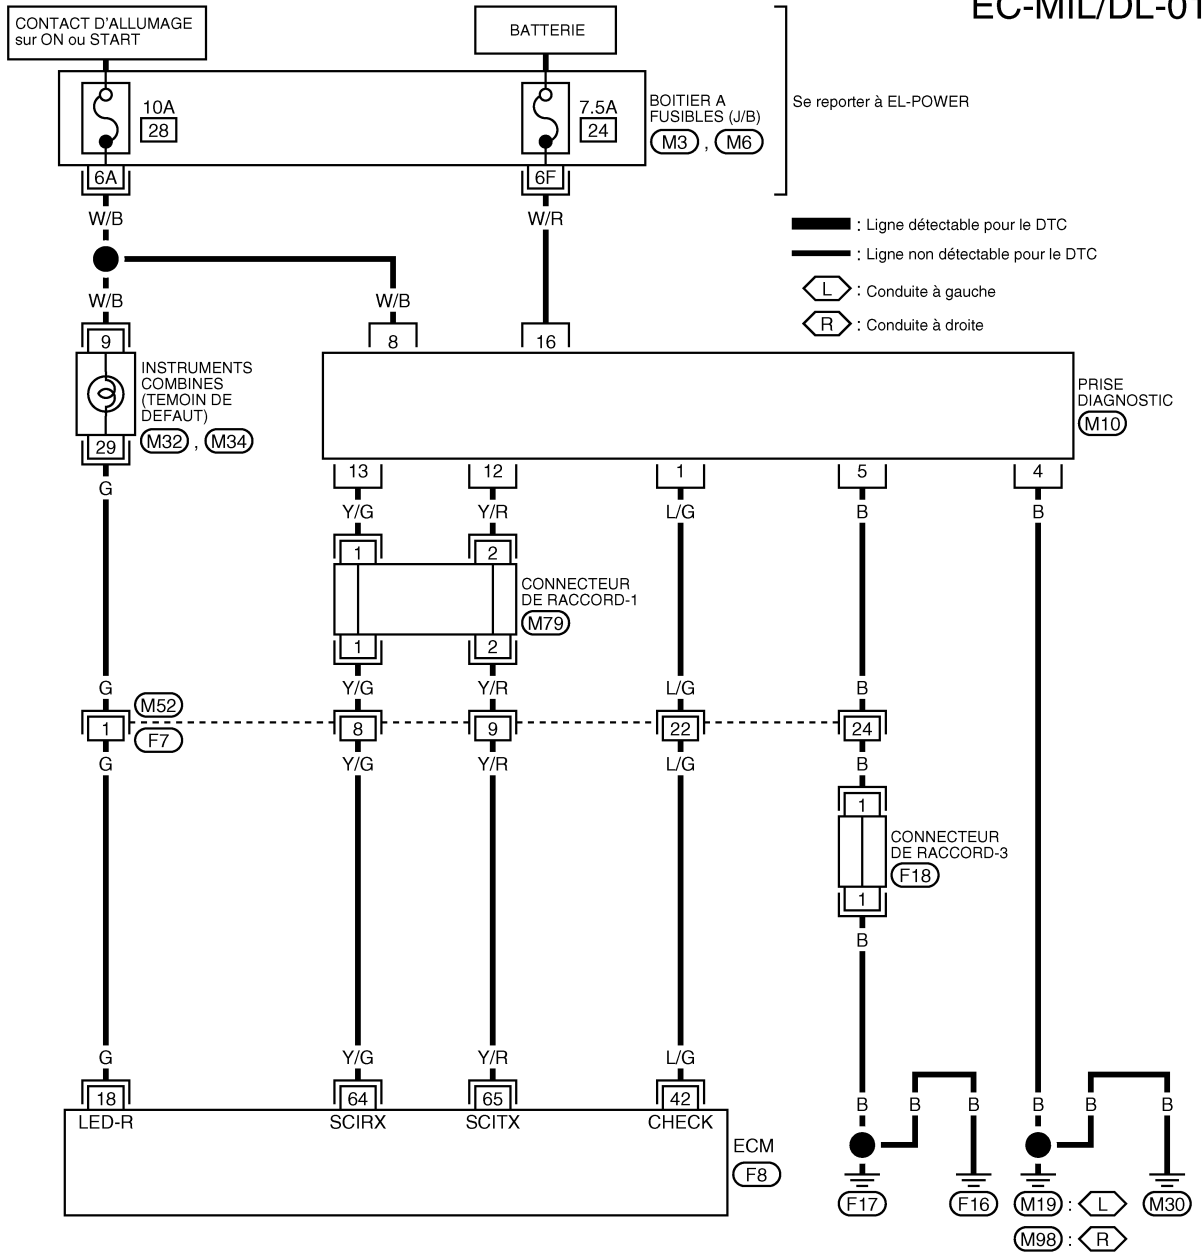 EC-MIL/DL-01
CONTACT D'ALLUMAGE
sur ON ou START
BATTERIE
10A
28
7.5A
24
BOITIER A
FUSIBLES (J/B)
M3 , M6
Se reporter à EL-POWER
6A
6F
W/B
W/R
: Ligne détectable pour le DTC
: Ligne non détectable pour le DTC
L : Conduite à gauche
R : Conduite à droite
W/B
W/B
9
8
16
INSTRUMENTS
COMBINES
(TEMOIN DE
DEFAUT)
M32 , M34
29
PRISE
DIAGNOSTIC
M10
13
12
1
5
4
G
Y/G
Y/R
L/G
B
B
1
2
CONNECTEUR
DE RACCORD-1
M79
1
2
G
Y/G
Y/R
L/G
B
M52
F7
1
8
9
22
24
G
Y/G
Y/R
L/G
B
1
CONNECTEUR
DE RACCORD-3
F18
1
B
G
Y/G
Y/R
L/G
18
64
65
42
LED-R
SCIRX
SCITX
CHECK
ECM
F8
B
B
B
B
B
B
F17
F16
M19 : L
M30
M98 : R